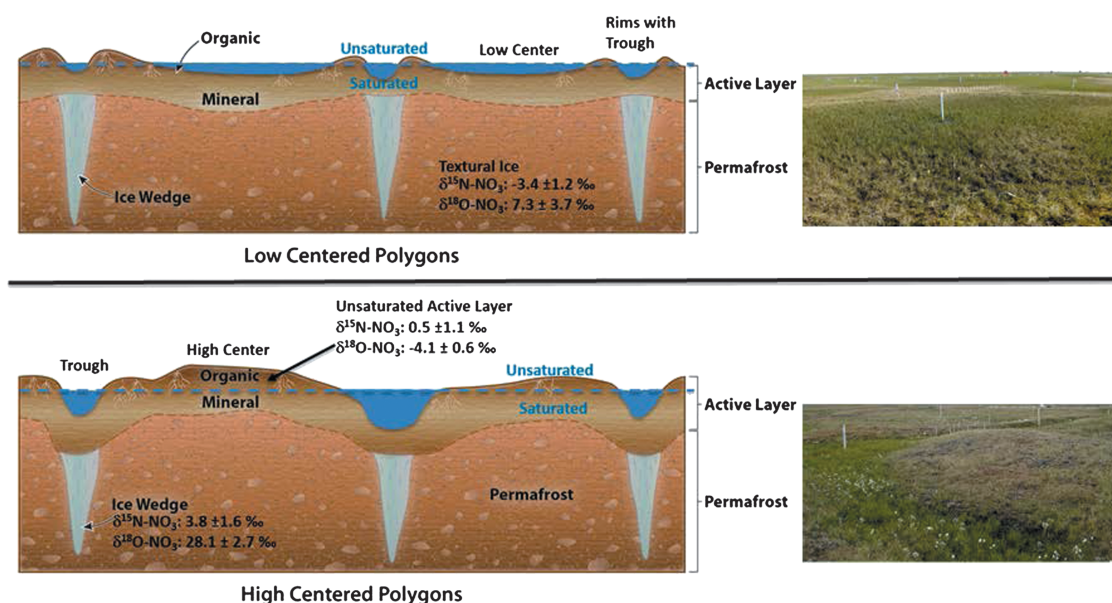 Organic
Unsaturated
Low Center
Rims with
Trough
Saturated
Mineral
Active Layer
Textural Ice
δ¹⁵N-NO₃: -3.4 ±1.2 ‰
δ¹⁸O-NO₃: 7.3 ± 3.7 ‰
Permafrost
Ice Wedge
Low Centered Polygons
Unsaturated Active Layer
δ¹⁵N-NO₃: 0.5 ±1.1 ‰
δ¹⁸O-NO₃: -4.1 ± 0.6 ‰
Trough
High Center
Organic
Unsaturated
Mineral
Saturated
Active Layer
Permafrost
Permafrost
Ice Wedge
δ¹⁵N-NO₃: 3.8 ±1.6 ‰
δ¹⁸O-NO₃: 28.1 ± 2.7 ‰
High Centered Polygons